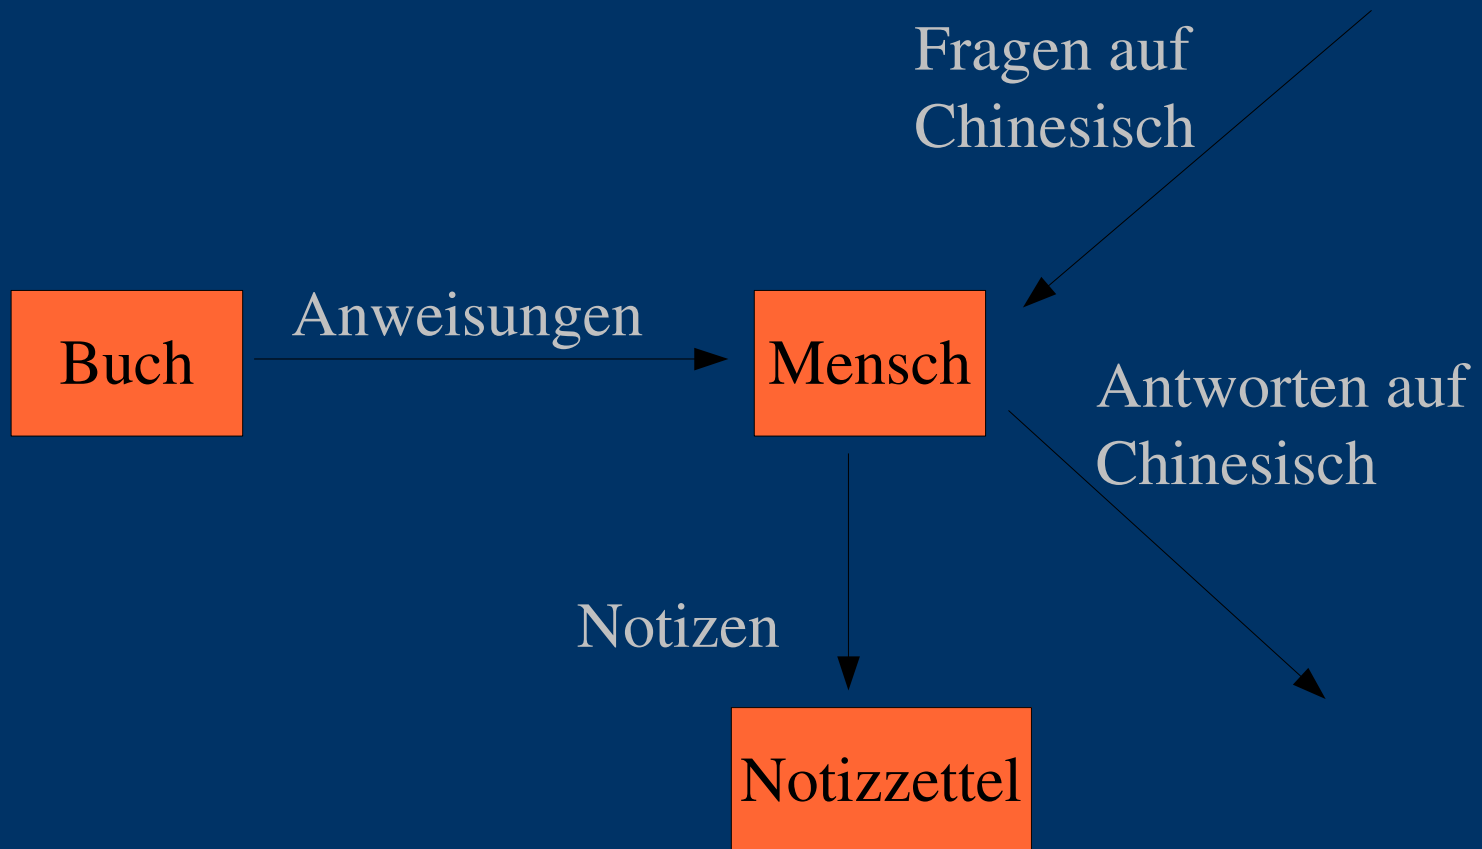 Fragen auf
Chinesisch
Buch
Anweisungen
Mensch
Antworten auf
Chinesisch
Notizen
Notizzettel